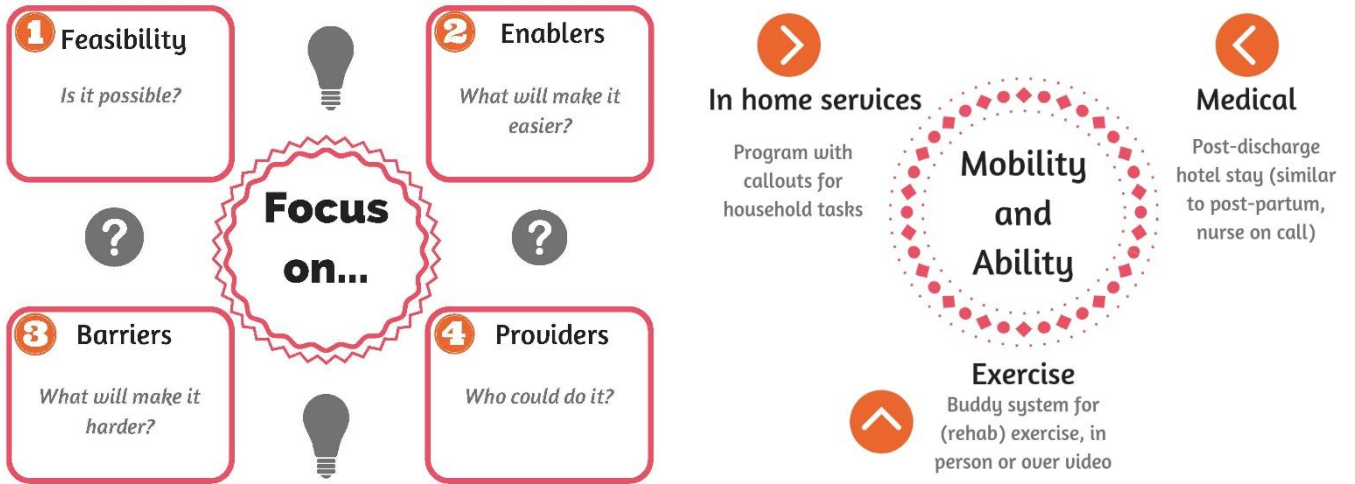 1 Feasibility
Is it possible?
2 Enablers
What will make it
easier?
?
Focus
on...
?
3 Barriers
What will make it
harder?
4 Providers
Who could do it?
In home services
Program with
callouts for
household tasks
Mobility
and
Ability
Medical
Post-discharge
hotel stay (similar
to post-partum,
nurse on call)
Exercise
Buddy system for
(rehab) exercise, in
person or over video